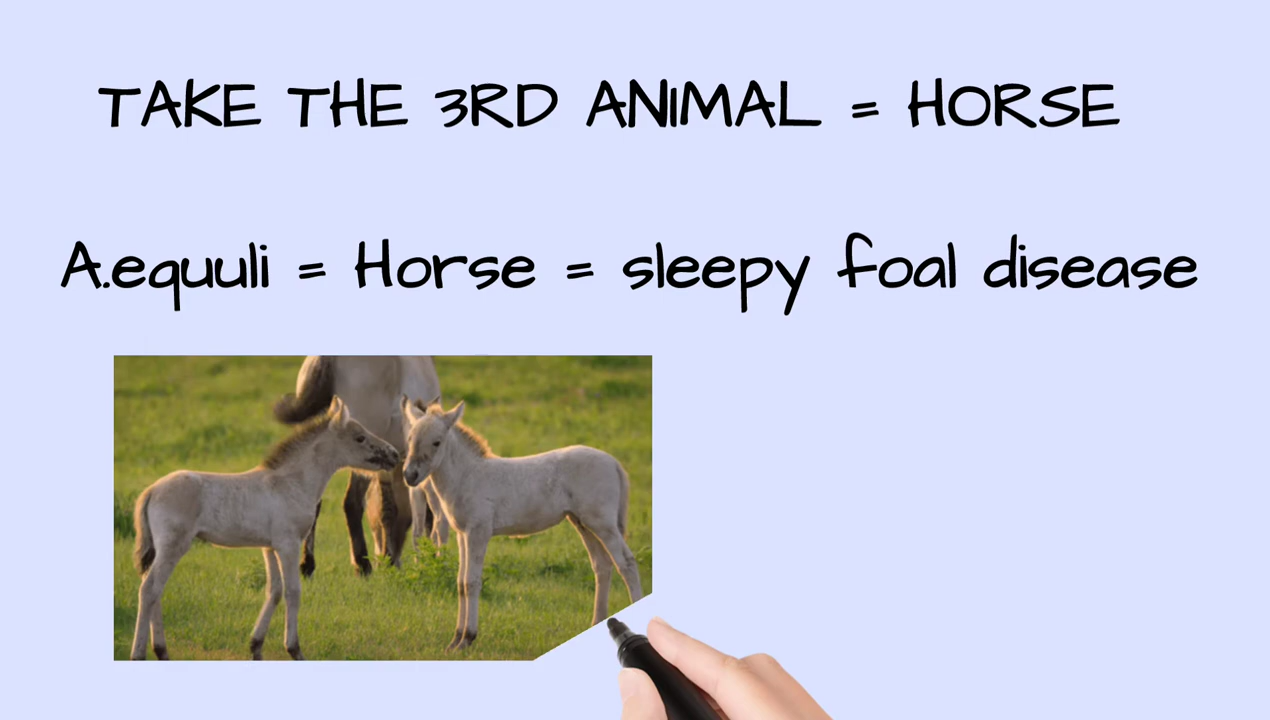 TAKE THE 3RD ANIMAL = HORSE
A.equuli = Horse = sleepy foal disease